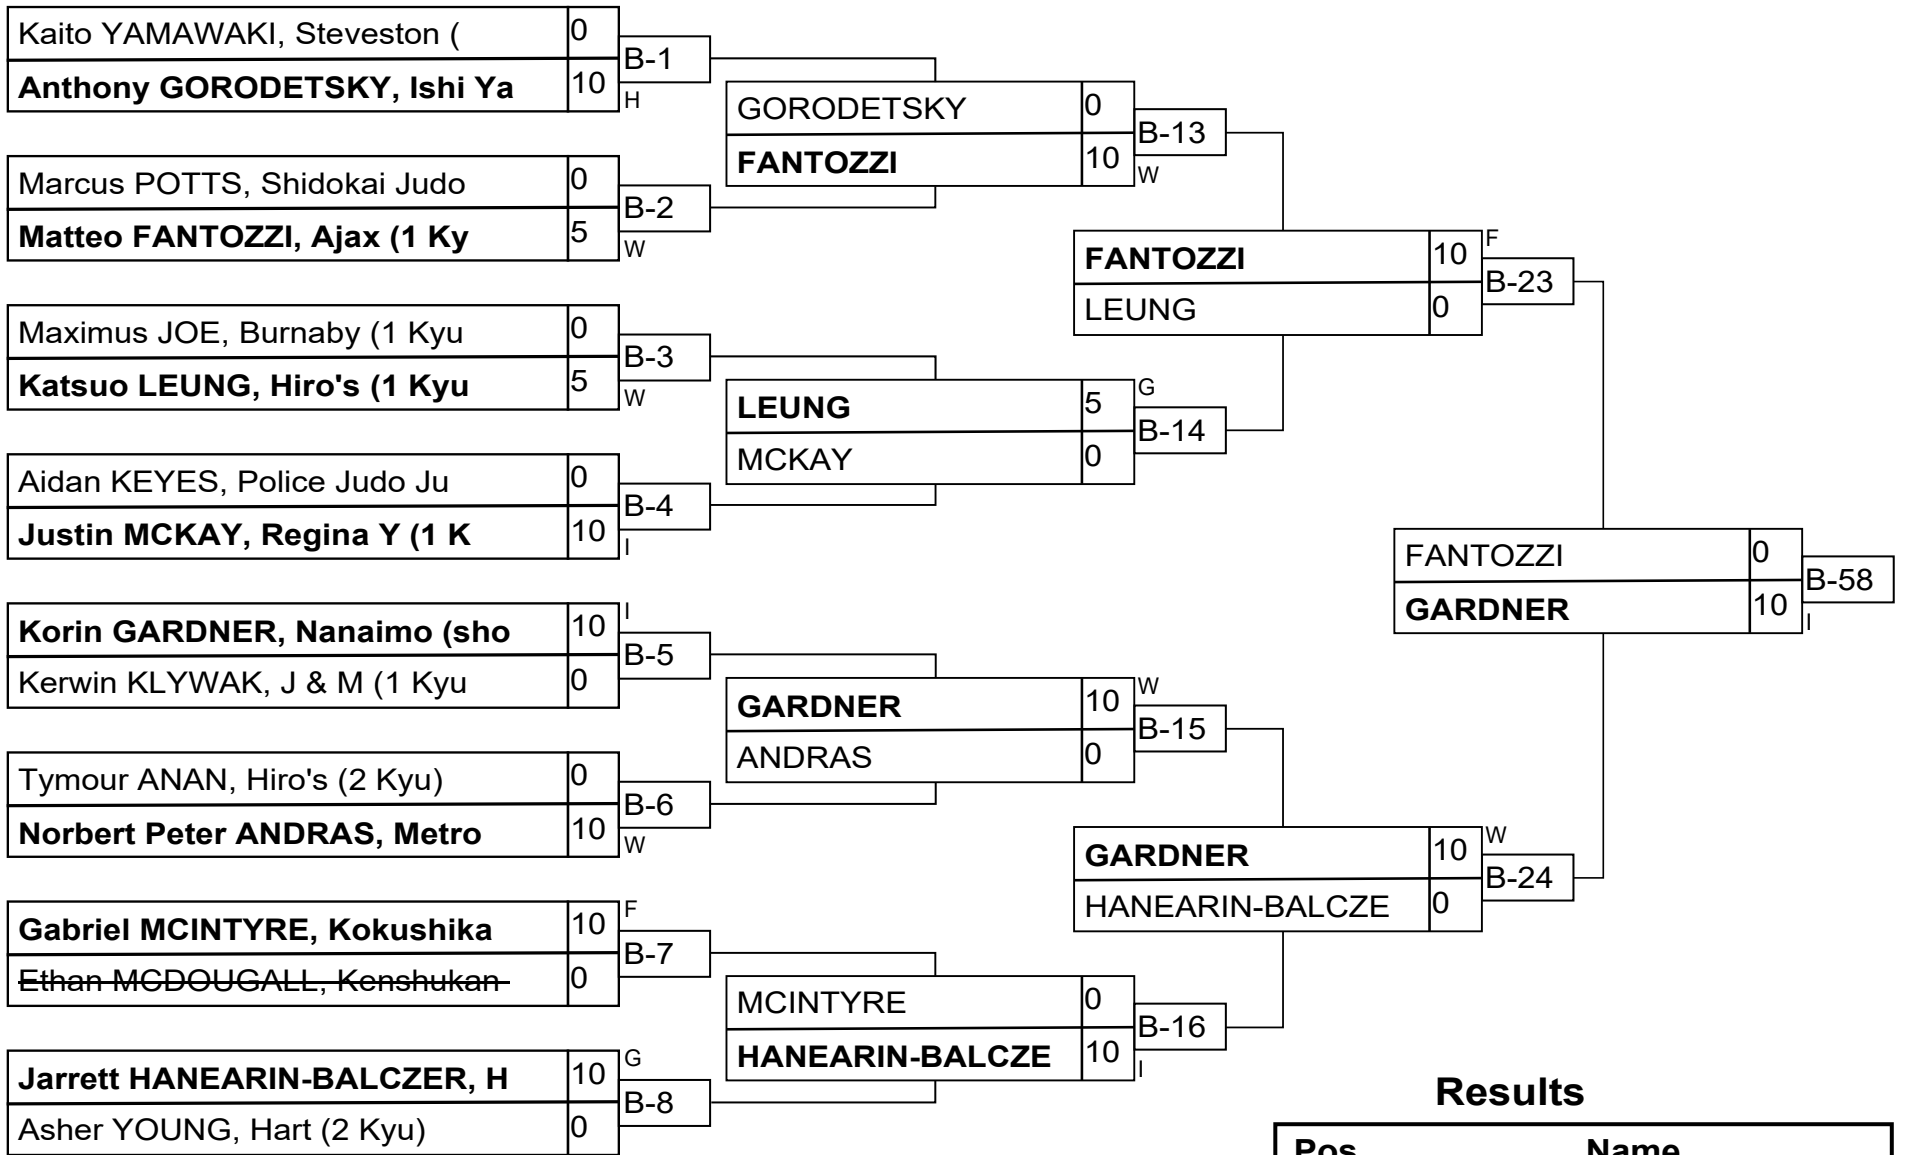 Kaito YAMAWAKI, Steveston ( 0
B-1
Anthony GORODETSKY, Ishi Ya 10
H
Marcus POTTS, Shidokai Judo 0
B-2
Matteo FANTOZZI, Ajax (1 Ky 5
W
Maximus JOE, Burnaby (1 Kyu 0
B-3
Katsuo LEUNG, Hiro's (1 Kyu 5
W
Aidan KEYES, Police Judo Ju 0
B-4
Justin MCKAY, Regina Y (1 K 10
I
Korin GARDNER, Nanaimo (sho 10
I
B-5
Kerwin KLYWAK, J & M (1 Kyu 0
Tymour ANAN, Hiro's (2 Kyu) 0
B-6
Norbert Peter ANDRAS, Metro 10
W
Gabriel MCINTYRE, Kokushika 10
F
B-7
Ethan MCDOUGALL, Kenshukan 0
Jarrett HANEARIN-BALCZER, H 10
G
B-8
Asher YOUNG, Hart (2 Kyu) 0
GORODETSKY 0
B-13
FANTOZZI 10
W
LEUNG 5
G
B-14
MCKAY 0
GARDNER 10
W
B-15
ANDRAS 0
MCINTYRE 0
B-16
HANEARIN-BALCZE 10
I
FANTOZZI 10
F
B-23
LEUNG 0
GARDNER 10
W
B-24
HANEARIN-BALCZE 0
FANTOZZI 0
B-58
GARDNER 10
I
Results
Pos Name